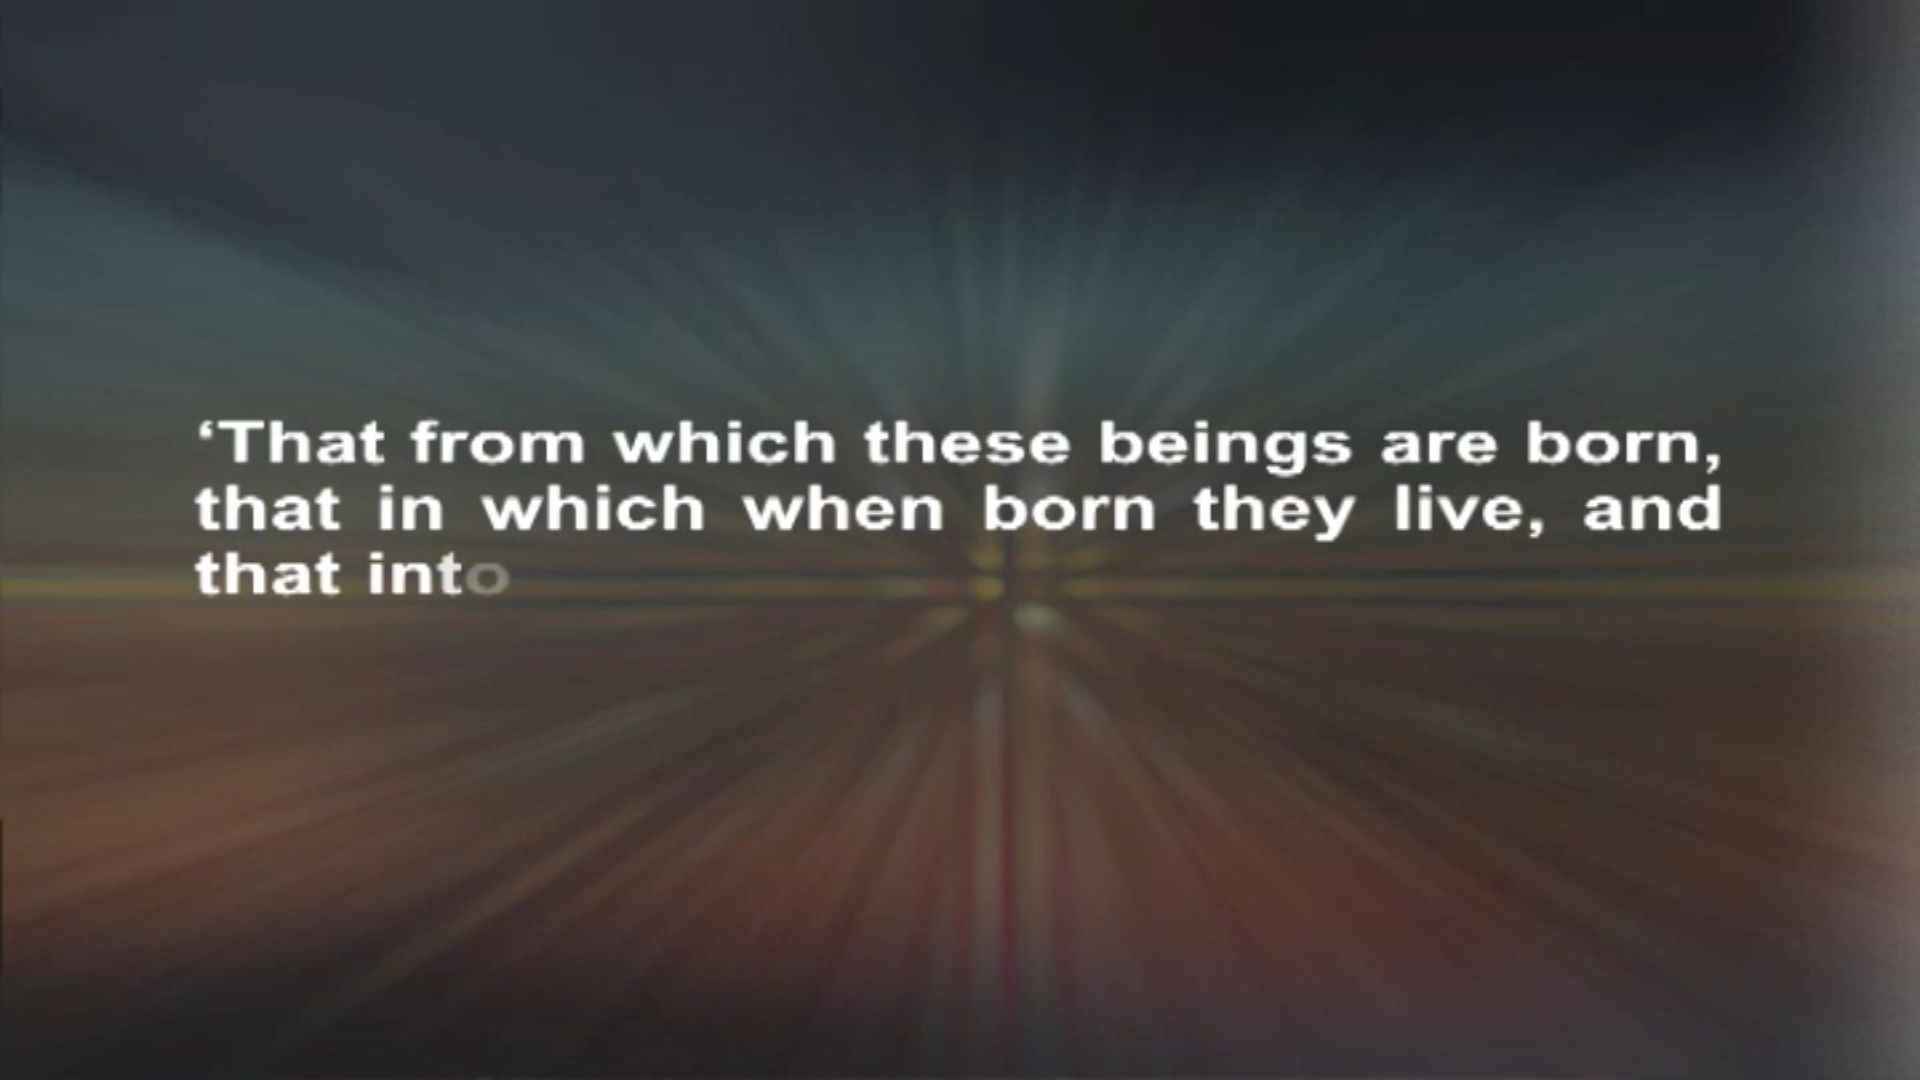 ‘That from which these beings are born,
that in which when born they live, and
that into